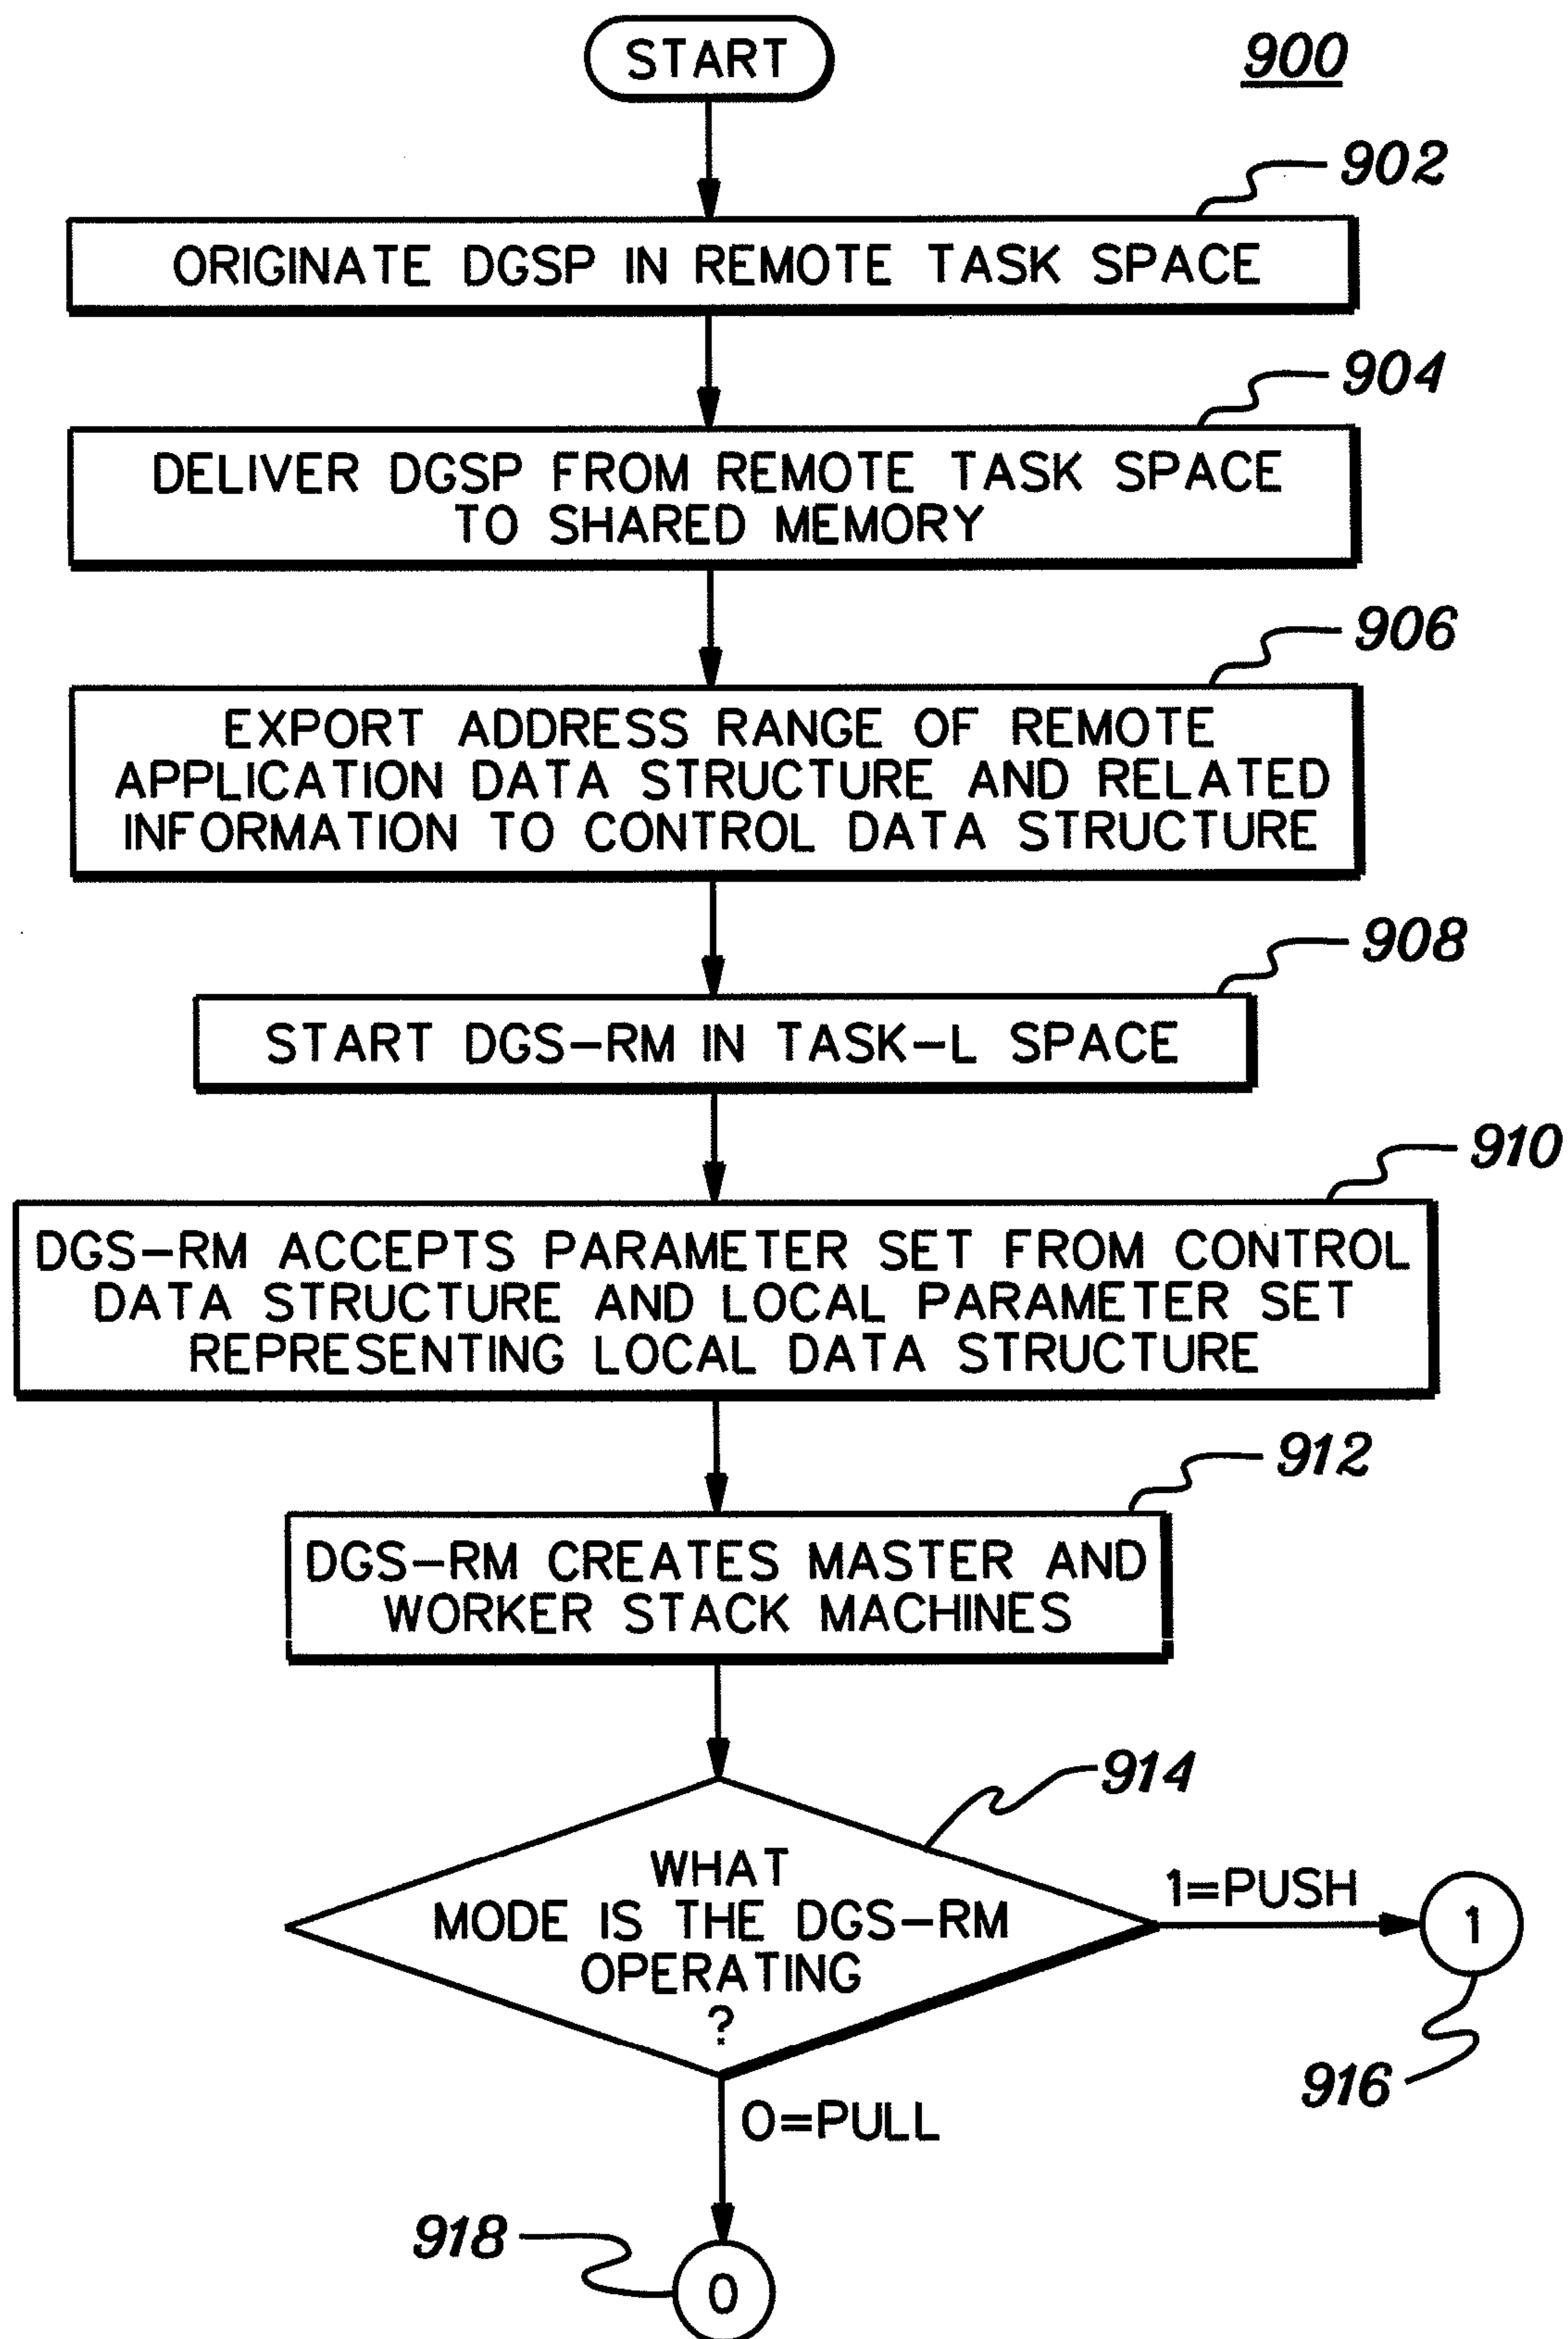 START
900
902
ORIGINATE DGSP IN REMOTE TASK SPACE
904
DELIVER DGSP FROM REMOTE TASK SPACE
TO SHARED MEMORY
906
EXPORT ADDRESS RANGE OF REMOTE
APPLICATION DATA STRUCTURE AND RELATED
INFORMATION TO CONTROL DATA STRUCTURE
908
START DGS-RM IN TASK-L SPACE
910
DGS-RM ACCEPTS PARAMETER SET FROM CONTROL
DATA STRUCTURE AND LOCAL PARAMETER SET
REPRESENTING LOCAL DATA STRUCTURE
912
DGS-RM CREATES MASTER AND
WORKER STACK MACHINES
914
WHAT
MODE IS THE DGS-RM
OPERATING
?
1=PUSH
1
916
0=PULL
918
0